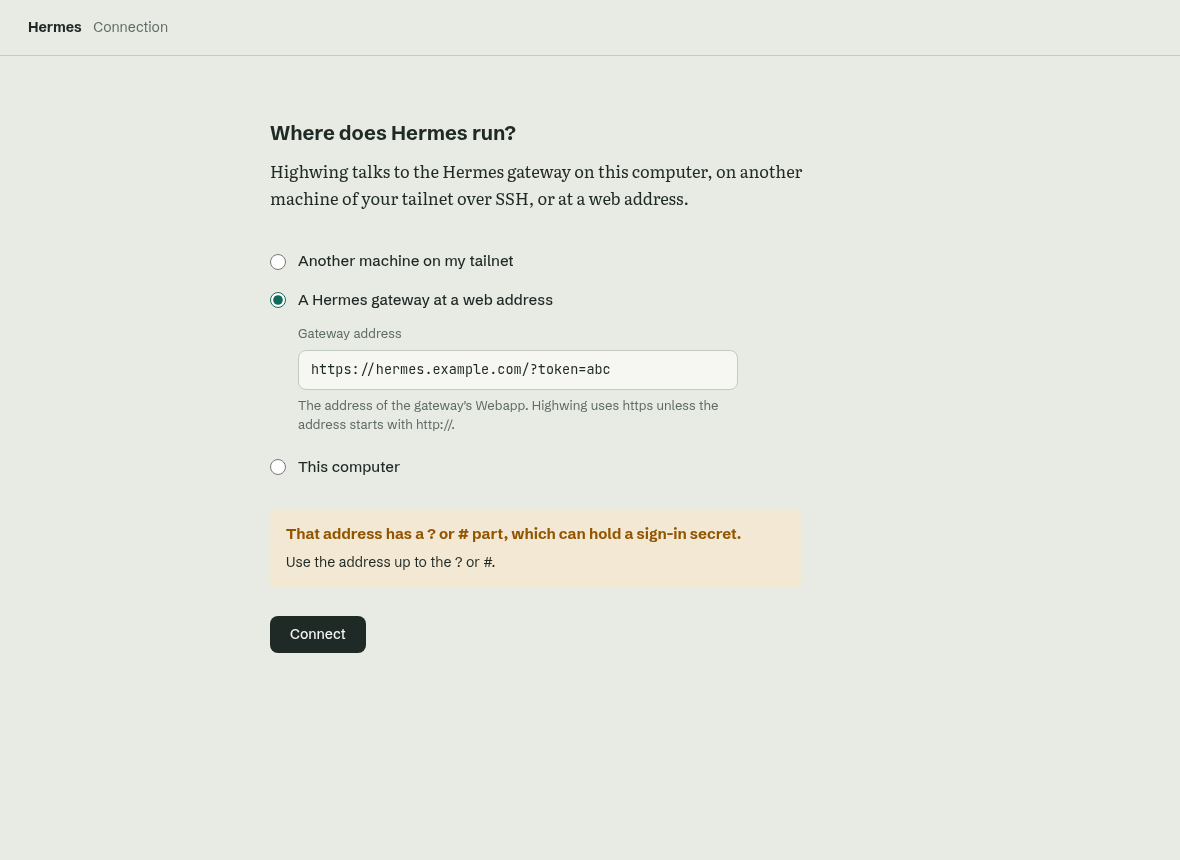 Hermes Connection
Where does Hermes run?
Highwing talks to the Hermes gateway on this computer, on another
machine of your tailnet over SSH, or at a web address.
Another machine on my tailnet
A Hermes gateway at a web address
Gateway address
https://hermes.example.com/?token=abc
The address of the gateway's Webapp. Highwing uses https unless the
address starts with http://.
This computer
That address has a ? or # part, which can hold a sign-in secret.
Use the address up to the ? or #.
Connect